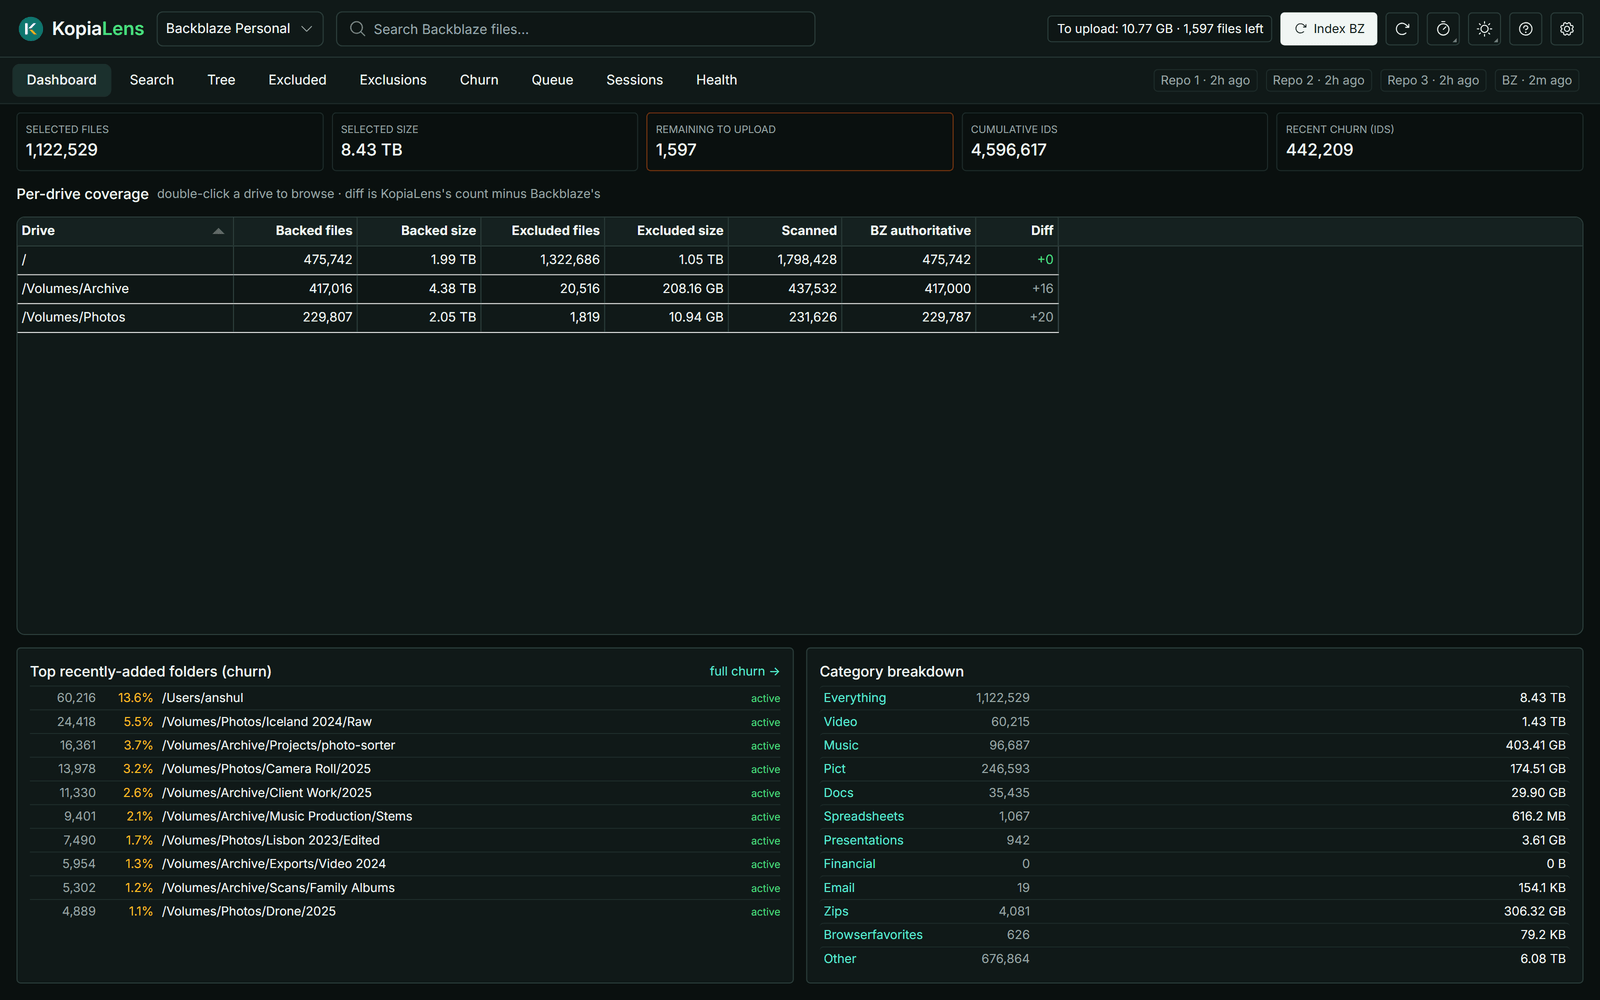 KopiaLens
Backblaze Personal
Search Backblaze files...
To upload: 10.77 GB · 1,597 files left
Index BZ
Dashboard Search Tree Excluded Exclusions Churn Queue Sessions Health
Repo 1 · 2h ago Repo 2 · 2h ago Repo 3 · 2h ago BZ · 2m ago
SELECTED FILES
1,122,529
SELECTED SIZE
8.43 TB
REMAINING TO UPLOAD
1,597
CUMULATIVE IDS
4,596,617
RECENT CHURN (IDS)
442,209
Per-drive coverage double-click a drive to browse · diff is KopiaLens's count minus Backblaze's
Drive Backed files Backed size Excluded files Excluded size Scanned BZ authoritative Diff
/ 475,742 1.99 TB 1,322,686 1.05 TB 1,798,428 475,742 +0
/Volumes/Archive 417,016 4.38 TB 20,516 208.16 GB 437,532 417,000 +16
/Volumes/Photos 229,807 2.05 TB 1,819 10.94 GB 231,626 229,787 +20
Top recently-added folders (churn) full churn →
60,216 13.6% /Users/anshul active
24,418 5.5% /Volumes/Photos/Iceland 2024/Raw active
16,361 3.7% /Volumes/Archive/Projects/photo-sorter active
13,978 3.2% /Volumes/Photos/Camera Roll/2025 active
11,330 2.6% /Volumes/Archive/Client Work/2025 active
9,401 2.1% /Volumes/Archive/Music Production/Stems active
7,490 1.7% /Volumes/Photos/Lisbon 2023/Edited active
5,954 1.3% /Volumes/Archive/Exports/Video 2024 active
5,302 1.2% /Volumes/Archive/Scans/Family Albums active
4,889 1.1% /Volumes/Photos/Drone/2025 active
Category breakdown
Everything 1,122,529 8.43 TB
Video 60,215 1.43 TB
Music 96,687 403.41 GB
Pict 246,593 174.51 GB
Docs 35,435 29.90 GB
Spreadsheets 1,067 616.2 MB
Presentations 942 3.61 GB
Financial 0 0 B
Email 19 154.1 KB
Zips 4,081 306.32 GB
Browserfavorites 626 79.2 KB
Other 676,864 6.08 TB